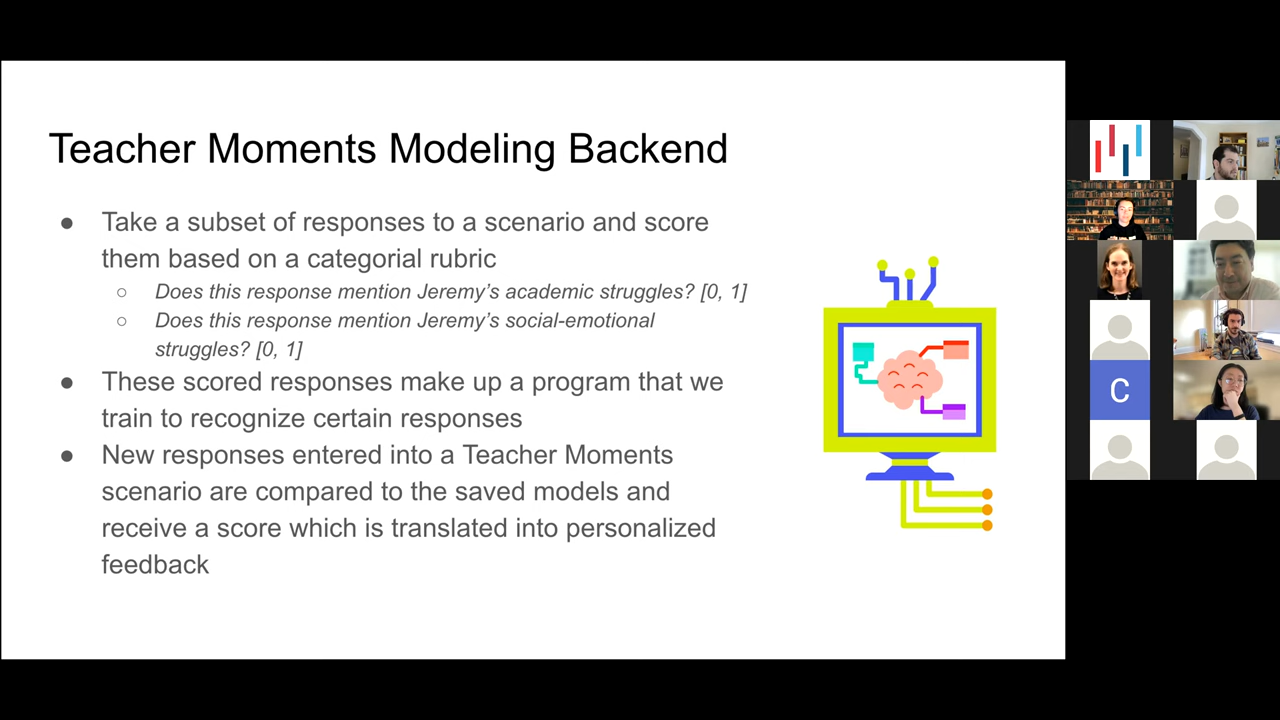 Teacher Moments Modeling Backend
● Take a subset of responses to a scenario and score
them based on a categorial rubric
○ Does this response mention Jeremy's academic struggles? [0, 1]
○ Does this response mention Jeremy's social-emotional
struggles? [0, 1]
● These scored responses make up a program that we
train to recognize certain responses
● New responses entered into a Teacher Moments
scenario are compared to the saved models and
receive a score which is translated into personalized
feedback
C